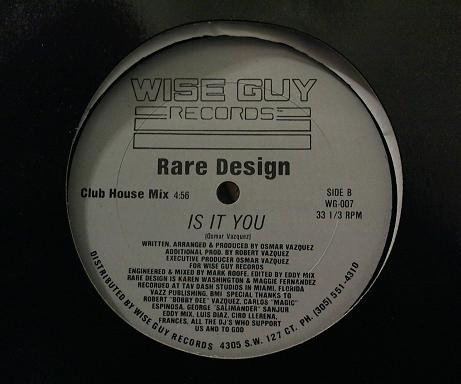 WISE GUY
RECORDS
Rare Design
Club House Mix 4:56
SIDE B
WG-007
33 1/3 RPM
IS IT YOU
(Osmar Vazquez)
WRITTEN, ARRANGED & PRODUCED BY OSMAR VAZQUEZ
ADDITIONAL PROD. BY ROBERT VAZQUEZ
EXECUTIVE PRODUCER OSMAR VAZQUEZ
FOR WISE GUY RECORDS
ENGINEERED & MIXED BY MARK ROOFE. EDITED BY EDDY MIX
RARE DESIGN IS KAREN WASHINGTON & MAGGIE FERNANDEZ
RECORDED AT TAV DASH STUDIOS IN MIAMI, FLORIDA
VAZZ PUBLISHING, BMI SPECIAL THANKS TO
ROBERT "BOBBY DEE" VAZQUEZ, CARLOS "MAGIC"
ESPINOSA, GEORGE "SALIMANDER" SANJUR
EDDY MIX, LUIS DIAZ, CIRO LLERENA,
FRANCES, ALL THE DJ'S WHO SUPPORT
US AND TO GOD
DISTRIBUTED BY WISE GUY RECORDS 4305 S.W. 127 CT. PH. (305) 551-4310